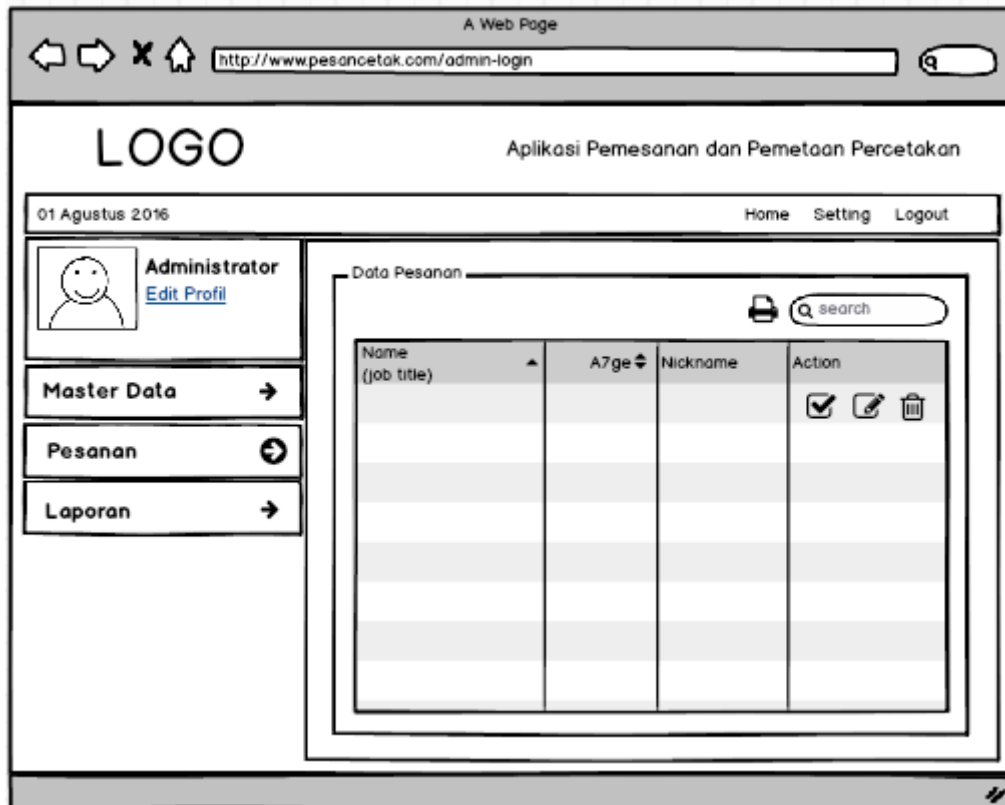 A Web Page
http://www.pesancetak.com/admin-login
LOGO
Aplikasi Pemesanan dan Pemetaan Percetakan
01 Agustus 2016 Home Setting Logout
Administrator
Edit Profil
Master Data
Pesanan
Laporan
Data Pesanan
search
Name
(job title)
A7ge
Nickname
Action